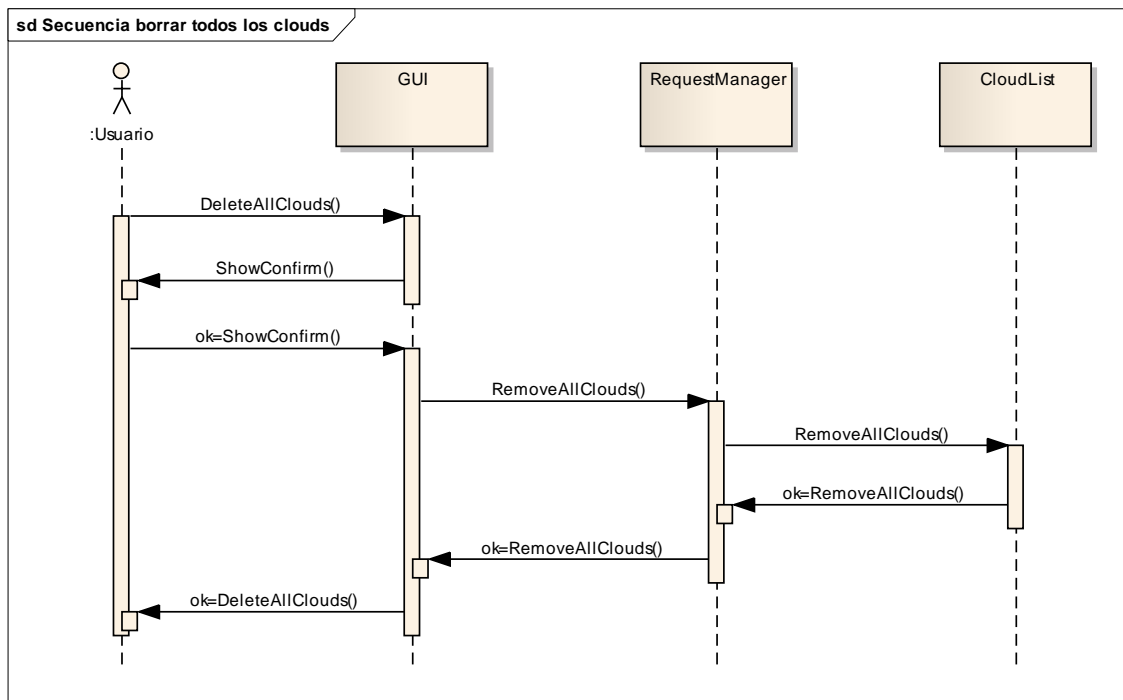 sd Secuencia borrar todos los clouds
:Usuario
GUI
RequestManager
CloudList
DeleteAllClouds()
ShowConfirm()
ok=ShowConfirm()
RemoveAllClouds()
RemoveAllClouds()
ok=RemoveAllClouds()
ok=RemoveAllClouds()
ok=DeleteAllClouds()